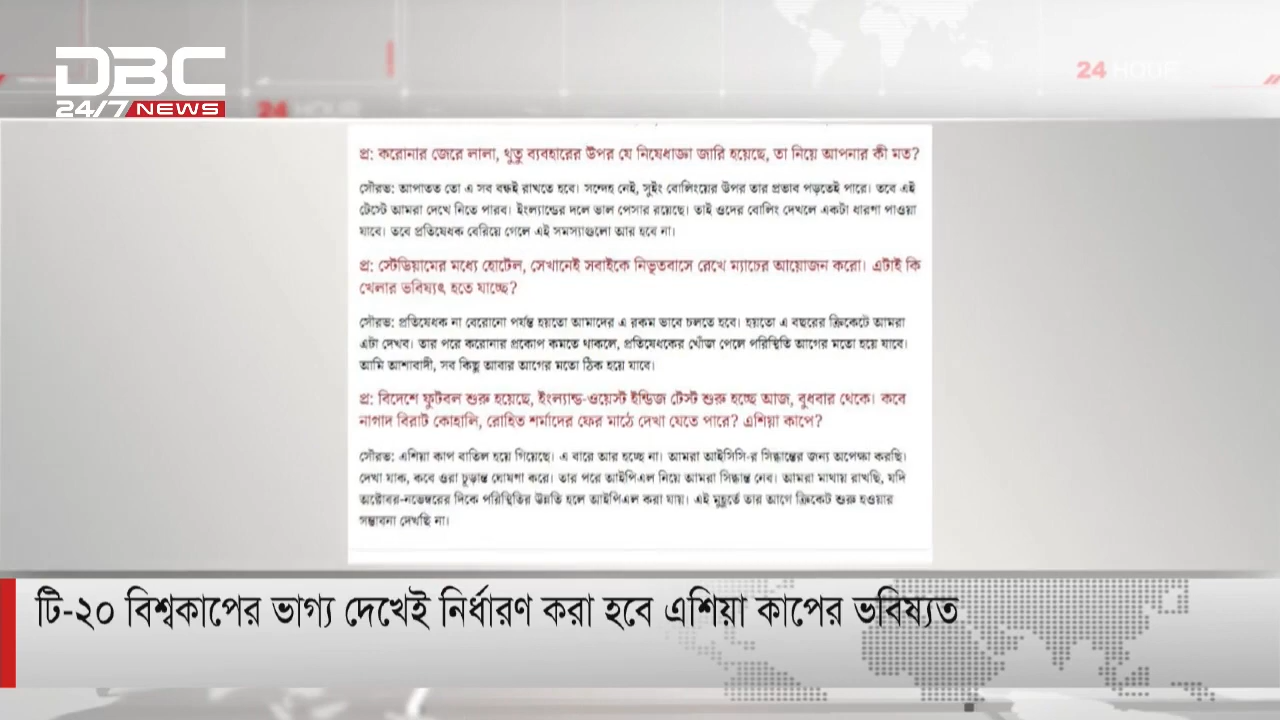 DBC
24/7 NEWS
24 HOUR
24 HOUR
প্র: করোনার জেরে লালা, থুতু ব্যবহারের উপর যে নিষেধাজ্ঞা জারি হয়েছে, তা নিয়ে আপনার কী মত?
সৌরভ: আপাতত তো এ সব বন্ধই রাখতে হবে। সন্দেহ নেই, সুইং বোলিংয়ের উপর তার প্রভাব পড়তেই পারে। তবে এই
টেস্টে আমরা দেখে নিতে পারব। ইংল্যান্ডের দলে ভাল পেসার রয়েছে। তাই ওদের বোলিং দেখলে একটা ধারণা পাওয়া
যাবে। তবে প্রতিষেধক বেরিয়ে গেলে এই সমস্যাগুলো আর হবে না।
প্র: স্টেডিয়ামের মধ্যে হোটেল, সেখানেই সবাইকে নিভৃতবাসে রেখে ম্যাচের আয়োজন করো। এটাই কি
খেলার ভবিষ্যৎ হতে যাচ্ছে?
সৌরভ: প্রতিষেধক না বেরোনো পর্যন্ত হয়তো আমাদের এ রকম ভাবে চলতে হবে। হয়তো এ বছরের ক্রিকেটে আমরা
এটা দেখব। তার পরে করোনার প্রকোপ কমতে থাকলে, প্রতিষেধকের খোঁজ পেলে পরিস্থিতি আগের মতো হয়ে যাবে।
আমি আশাবাদী, সব কিছু আবার আগের মতো ঠিক হয়ে যাবে।
প্র: বিদেশে ফুটবল শুরু হয়েছে, ইংল্যান্ড-ওয়েস্ট ইন্ডিজ টেস্ট শুরু হচ্ছে আজ, বুধবার থেকে। কবে
নাগাদ বিরাট কোহালি, রোহিত শর্মাদের ফের মাঠে দেখা যেতে পারে? এশিয়া কাপে?
সৌরভ: এশিয়া কাপ বাতিল হয়ে গিয়েছে। এ বারে আর হচ্ছে না। আমরা আইসিসি-র সিদ্ধান্তের জন্য অপেক্ষা করছি।
দেখা যাক, কবে ওরা চূড়ান্ত ঘোষণা করে। তার পরে আইপিএল নিয়ে আমরা সিদ্ধান্ত নেব। আমরা মাথায় রাখছি, যদি
অক্টোবর-নভেম্বরের দিকে পরিস্থিতির উন্নতি হলে আইপিএল করা যায়। এই মুহূর্তে তার আগে ক্রিকেট শুরু হওয়ার
সম্ভাবনা দেখছি না।
টি-২০ বিশ্বকাপের ভাগ্য দেখেই নির্ধারণ করা হবে এশিয়া কাপের ভবিষ্যত